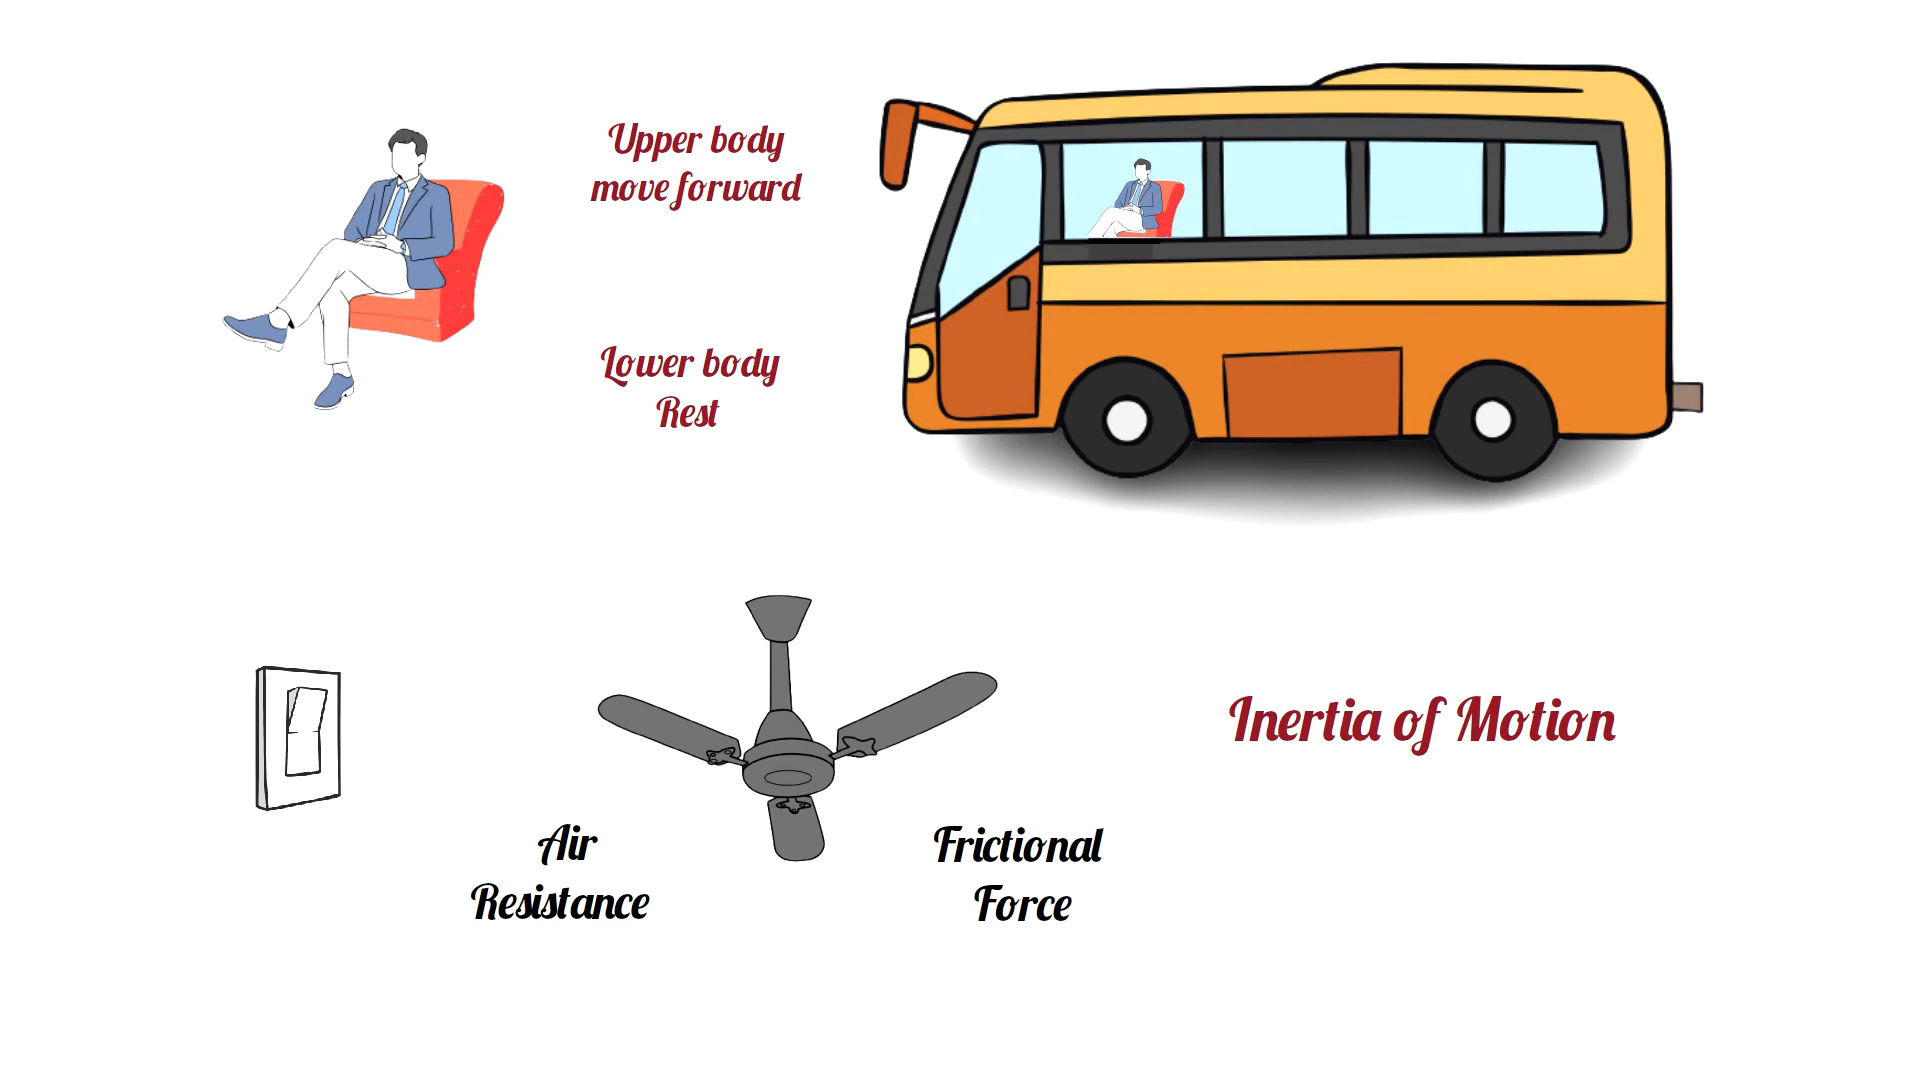 Upper body
move forward
Lower body
Rest
Inertia of Motion
Air
Resistance
Frictional
Force